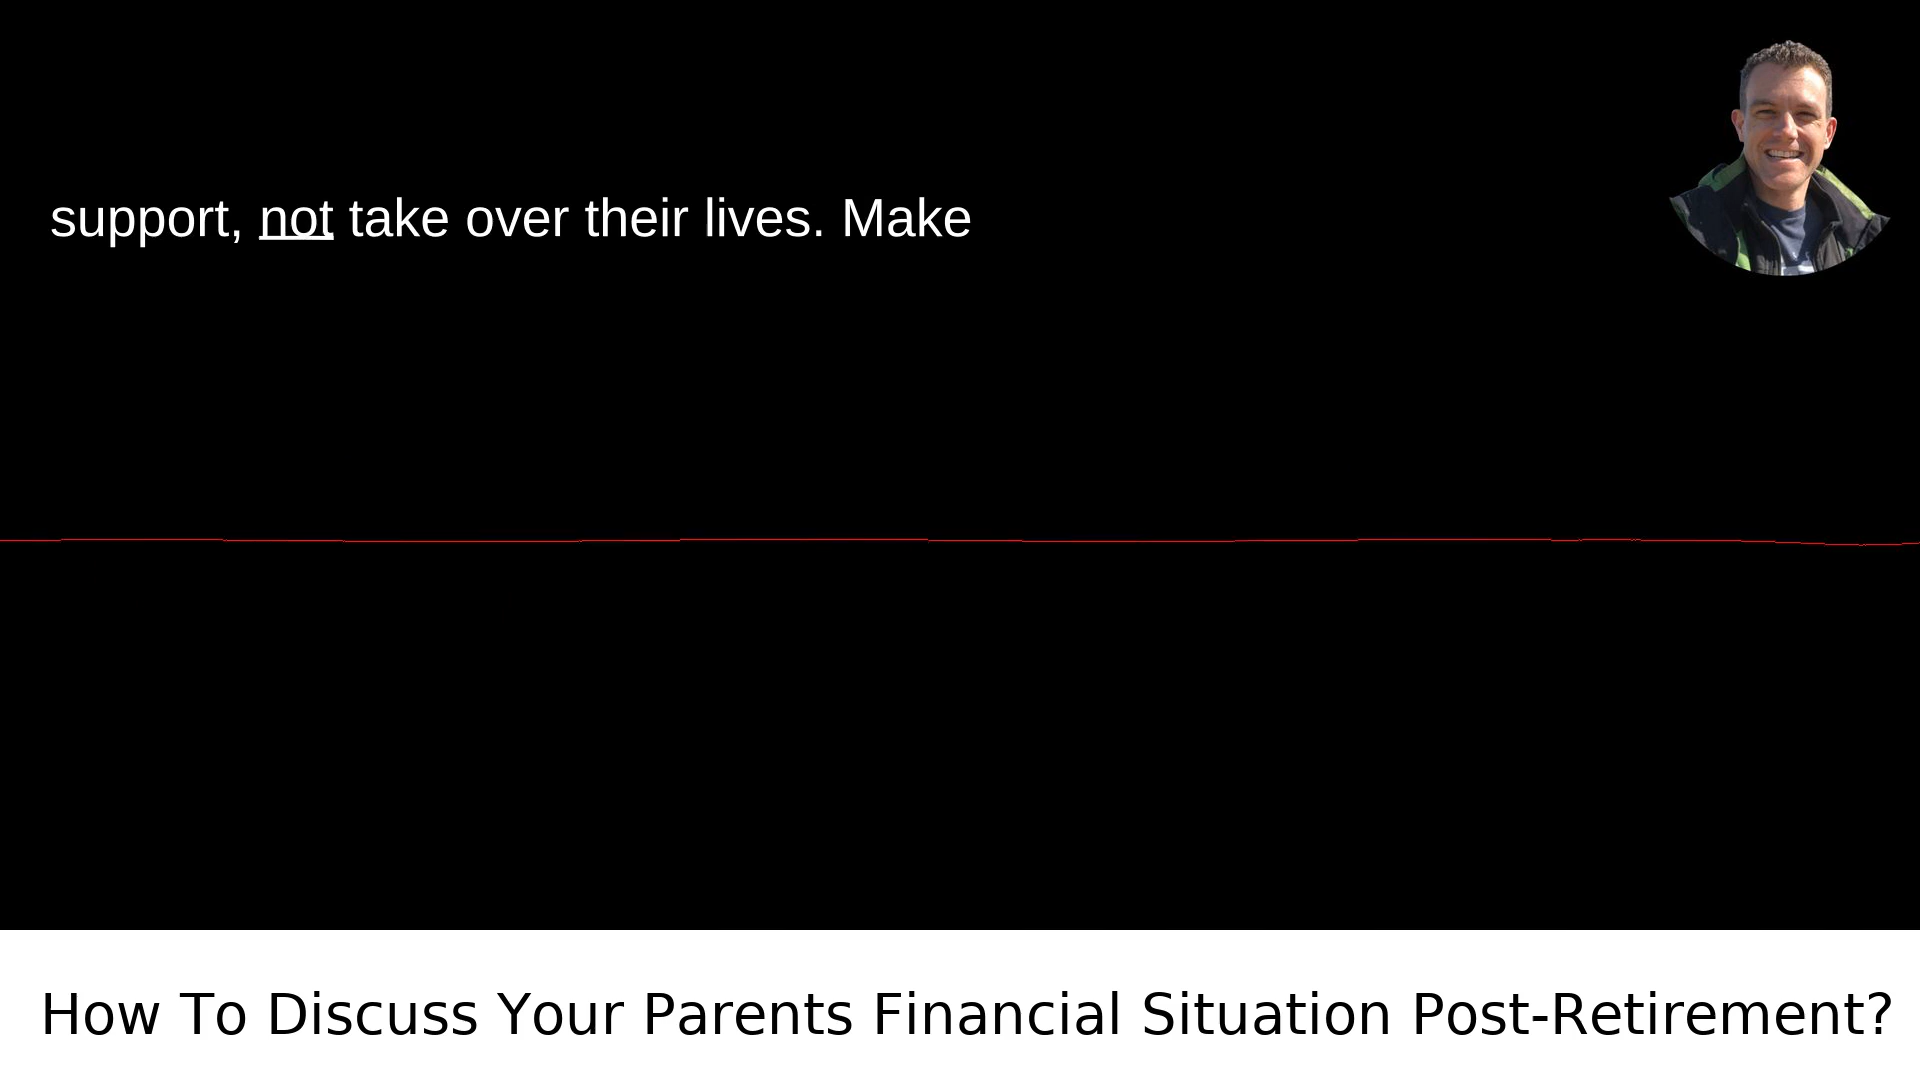 support, not take over their lives. Make
How To Discuss Your Parents Financial Situation Post-Retirement?